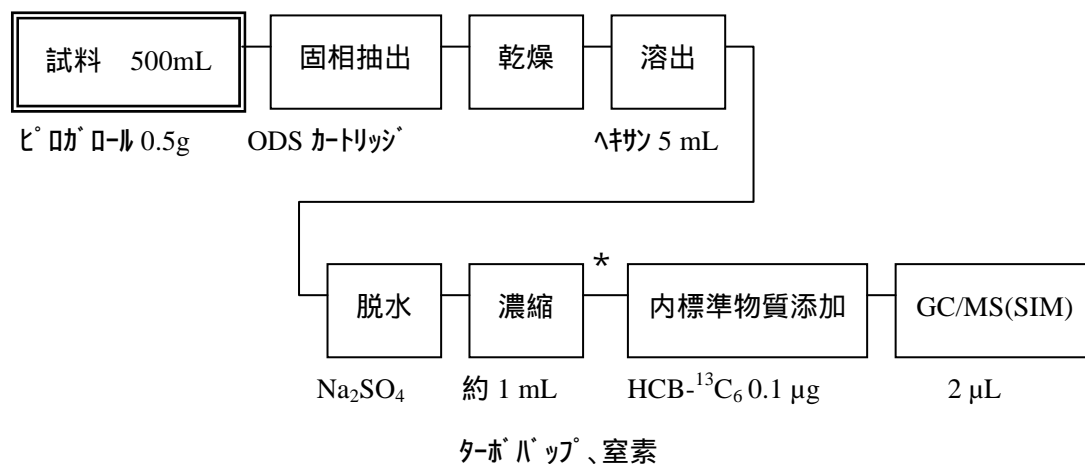 試料 500mL 固相抽出 乾燥 溶出
ﾋﾟﾛｶﾞﾛｰﾙ 0.5g ODS ｶｰﾄﾘｯｼﾞ ﾍｷｻﾝ 5 mL
脱水 濃縮 * 内標準物質添加 GC/MS(SIM)
Na₂SO₄ 約 1 mL HCB-¹³C₆ 0.1 µg 2 µL
ﾀｰﾎﾞﾊﾞｯﾌﾟ、窒素